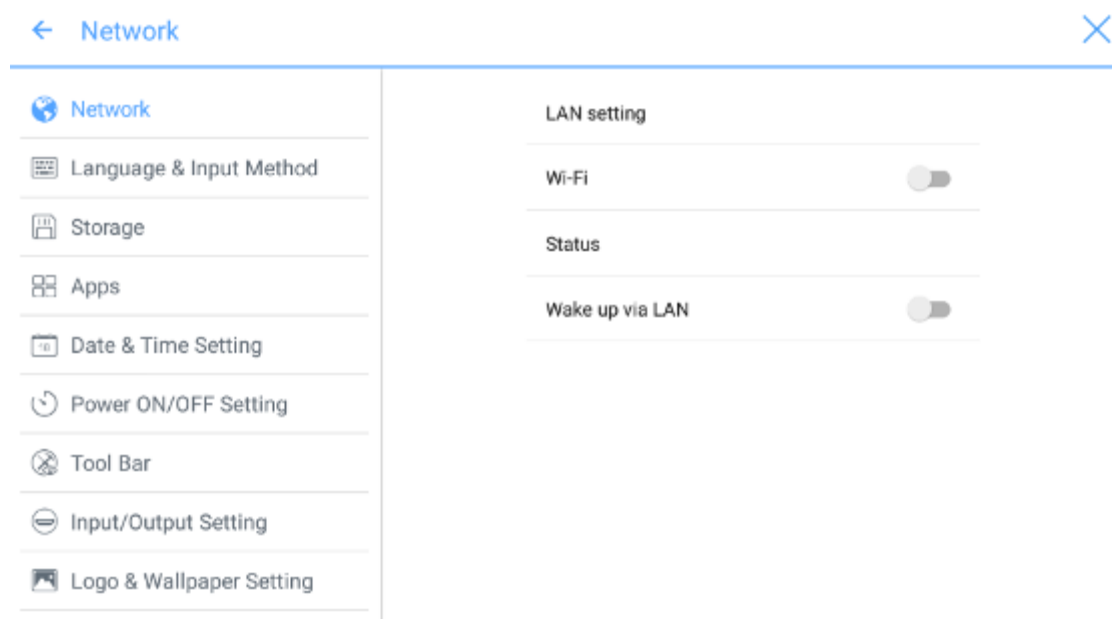 Network
Network
Language & Input Method
Storage
Apps
Date & Time Setting
Power ON/OFF Setting
Tool Bar
Input/Output Setting
Logo & Wallpaper Setting
LAN setting
Wi-Fi
Status
Wake up via LAN